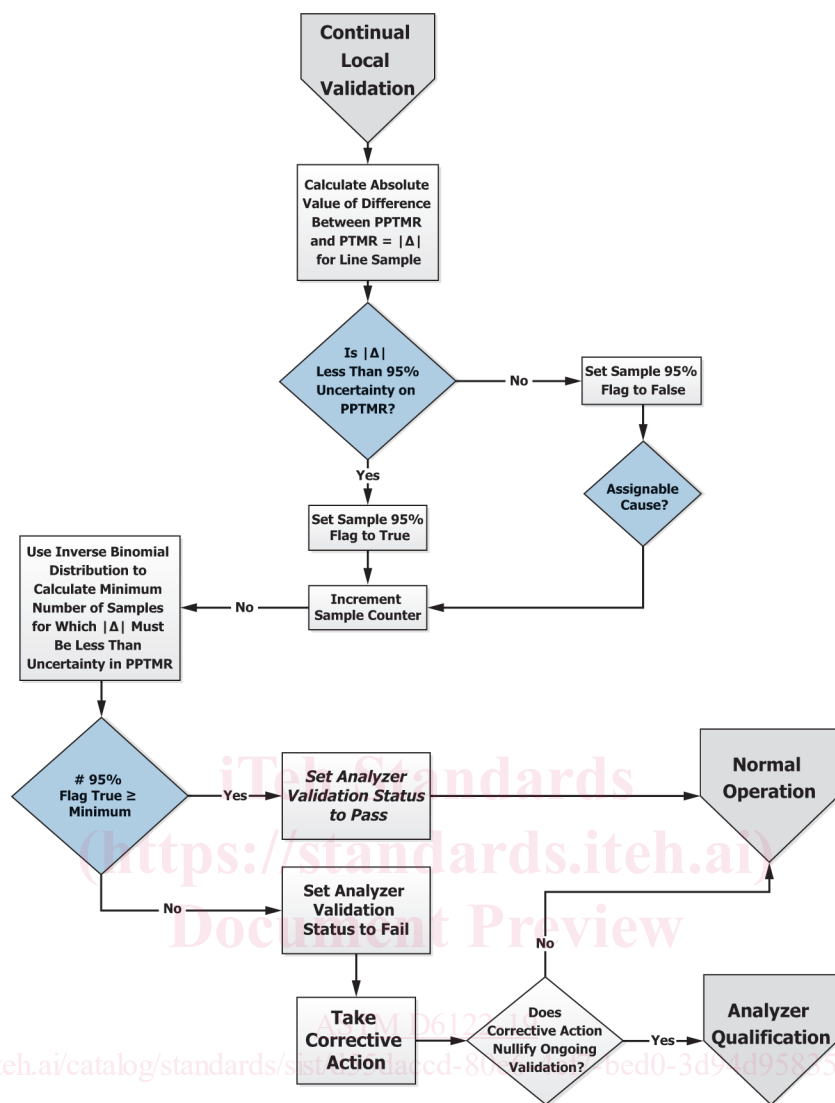 Continual
Local
Validation
Calculate Absolute
Value of Difference
Between PPTMR
and PTMR = |Δ|
for Line Sample
Is |Δ|
Less Than 95%
Uncertainty on
PPTMR?
No
Set Sample 95%
Flag to False
Yes
Assignable
Cause?
Set Sample 95%
Flag to True
Increment
Sample Counter
No
Use Inverse Binomial
Distribution to
Calculate Minimum
Number of Samples
for Which |Δ| Must
Be Less Than
Uncertainty in PPTMR
# 95%
Flag True ≥
Minimum
Yes
Set Analyzer
Validation Status
to Pass
Normal
Operation
iTeh Standards
(https://standards.iteh.ai)
Document Preview
No
Set Analyzer
Validation
Status to Fail
No
Take
Corrective
Action
Does
Corrective Action
Nullify Ongoing
Validation?
Yes
Analyzer
Qualification